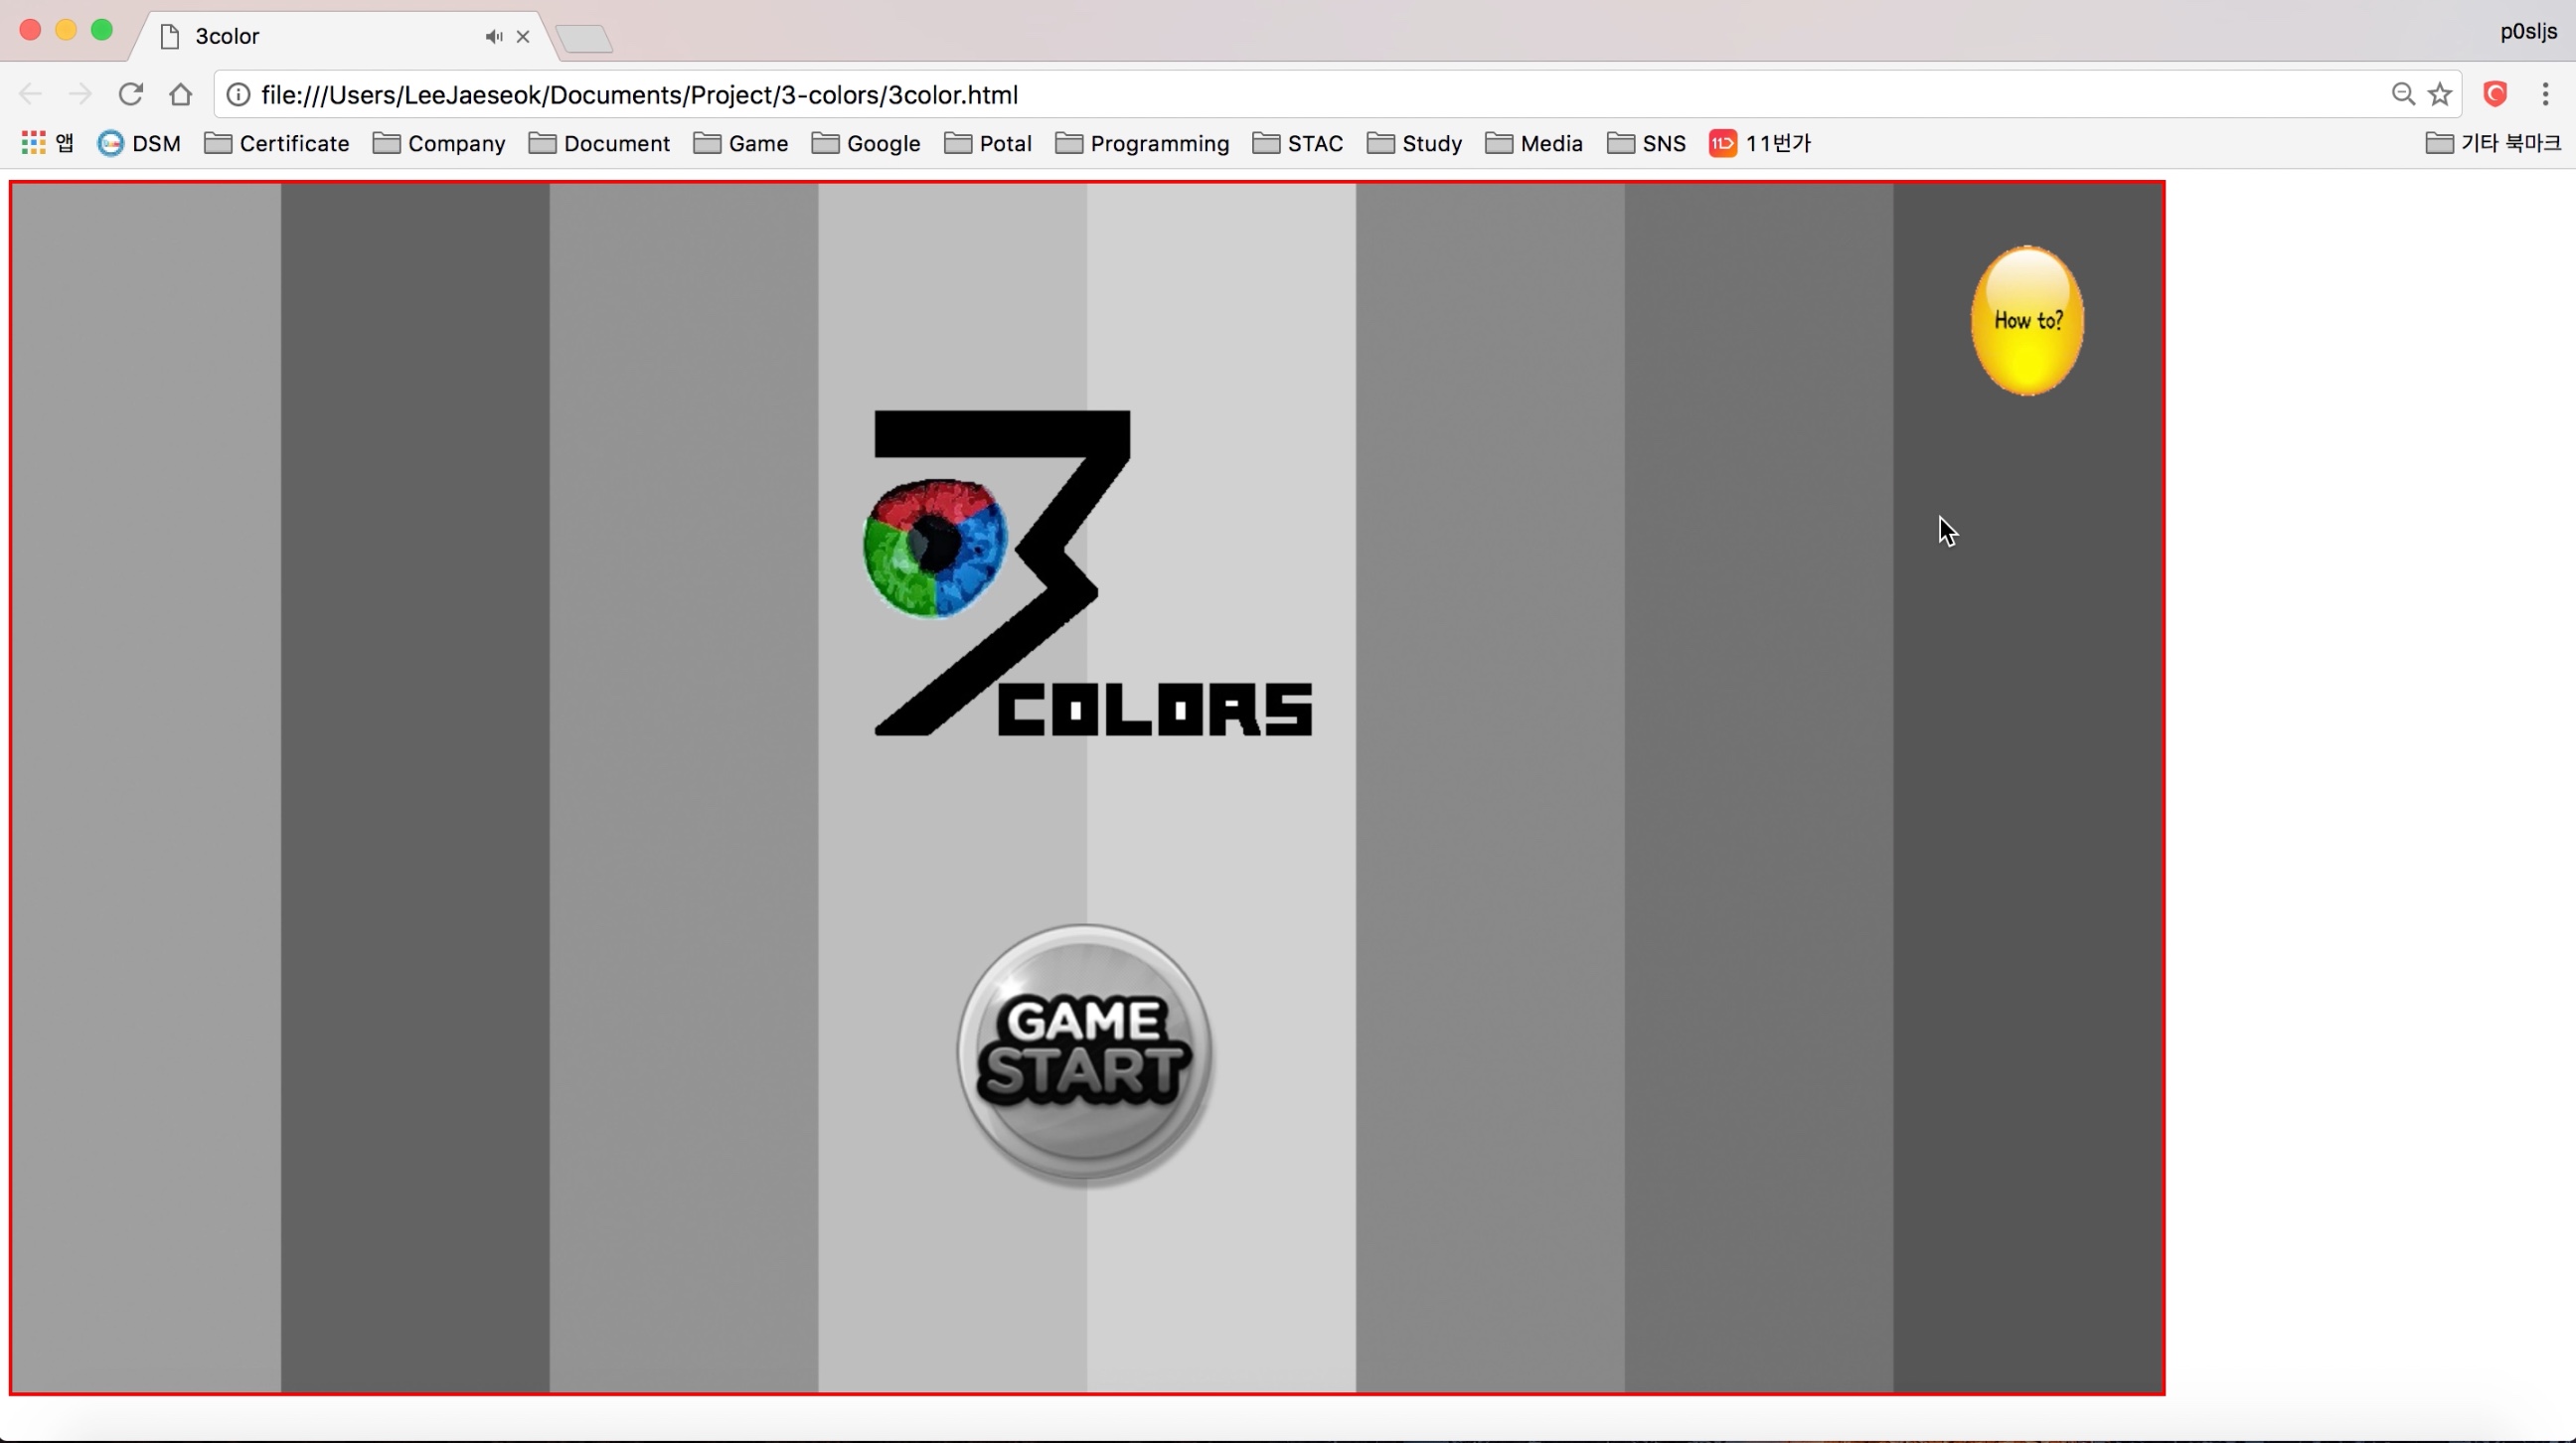 3color
p0sljs
file:///Users/LeeJaeseok/Documents/Project/3-colors/3color.html
앱 DSM Certificate Company Document Game Google Potal Programming STAC Study Media SNS 11번가 기타 북마크
How to?
3
COLORS
GAME
START